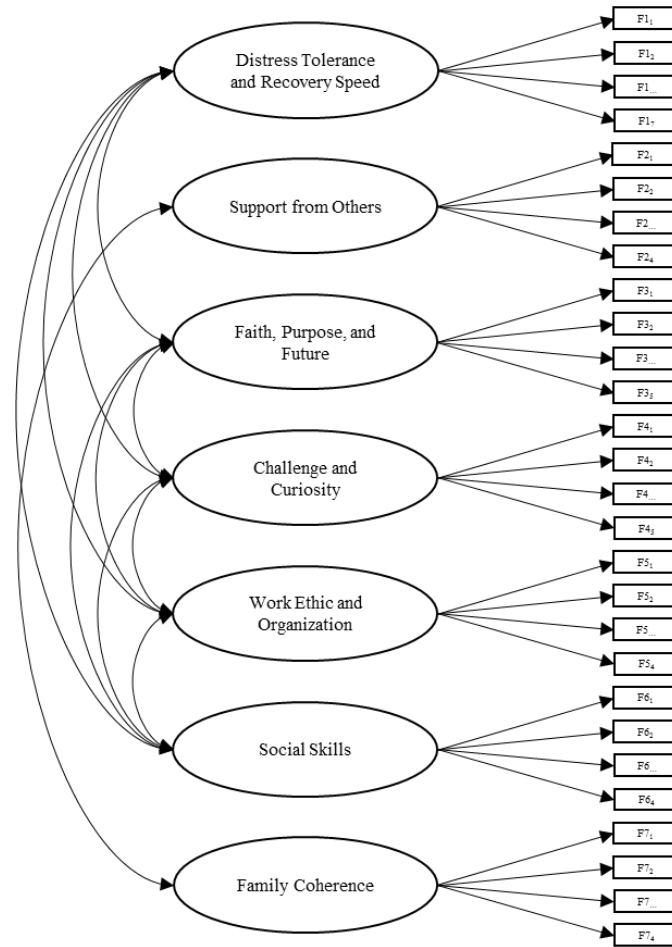 Distress Tolerance
and Recovery Speed
F1₁
F1₂
F1...
F1₇
Support from Others
F2₁
F2₂
F2...
F2₄
Faith, Purpose, and
Future
F3₁
F3₂
F3...
F3₅
Challenge and
Curiosity
F4₁
F4₂
F4...
F4₅
Work Ethic and
Organization
F5₁
F5₂
F5...
F5₄
Social Skills
F6₁
F6₂
F6...
F6₄
Family Coherence
F7₁
F7₂
F7...
F7₄